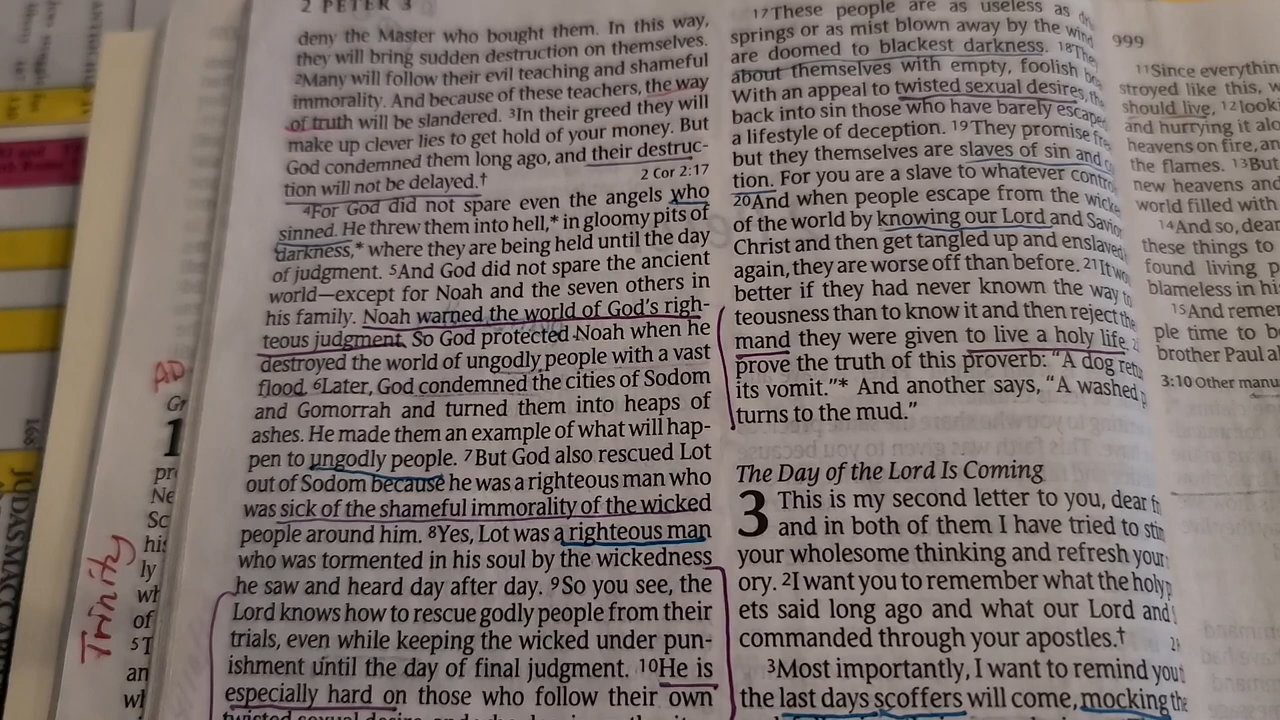 2 PETER 3
deny the Master who bought them. In this way,
they will bring sudden destruction on themselves.
2Many will follow their evil teaching and shameful
immorality. And because of these teachers, the way
of truth will be slandered. 3In their greed they will
make up clever lies to get hold of your money. But
God condemned them long ago, and their destruc-
tion will not be delayed.†
2 Cor 2:17
4For God did not spare even the angels who
sinned. He threw them into hell,* in gloomy pits of
darkness,* where they are being held until the day
of judgment. 5And God did not spare the ancient
world—except for Noah and the seven others in
his family. Noah warned the world of God's righ-
teous judgment. So God protected Noah when he
destroyed the world of ungodly people with a vast
flood. 6Later, God condemned the cities of Sodom
and Gomorrah and turned them into heaps of
ashes. He made them an example of what will hap-
pen to ungodly people. 7But God also rescued Lot
out of Sodom because he was a righteous man who
was sick of the shameful immorality of the wicked
people around him. 8Yes, Lot was a righteous man
who was tormented in his soul by the wickedness
he saw and heard day after day. 9So you see, the
Lord knows how to rescue godly people from their
trials, even while keeping the wicked under pun-
ishment until the day of final judgment. 10He is
especially hard on those who follow their own
17These people are as useless as
springs or as mist blown away by the wind
are doomed to blackest darkness. 18They
about themselves with empty, foolish
With an appeal to twisted sexual desires,
back into sin those who have barely escaped
a lifestyle of deception. 19They promise
but they themselves are slaves of sin and
tion. For you are a slave to whatever
20And when people escape from the
of the world by knowing our Lord and
Christ and then get tangled up and enslaved
again, they are worse off than before. 21It
better if they had never known the way to
teousness than to know it and then reject the
mand they were given to live a holy life.
prove the truth of this proverb: "A dog
its vomit."* And another says, "A washed
turns to the mud."
The Day of the Lord Is Coming
3 This is my second letter to you, dear
and in both of them I have tried to
your wholesome thinking and refresh your
ory. 2I want you to remember what the holy
ets said long ago and what our Lord and
commanded through your apostles.†
3Most importantly, I want to remind you
the last days scoffers will come, mocking the
999
11Since everythin
stroyed like this, w
should live, 12look
and hurrying it alo
heavens on fire, an
the flames. 13But
new heavens and
world filled with
14And so, dear
these things to
found living p
blameless in hi
15And remem
ple time to b
brother Paul al
3:10 Other manu
AD
Trinity
Gr
1
pr
Ne
Sc
his
ly
wh
of
5T
an
wh